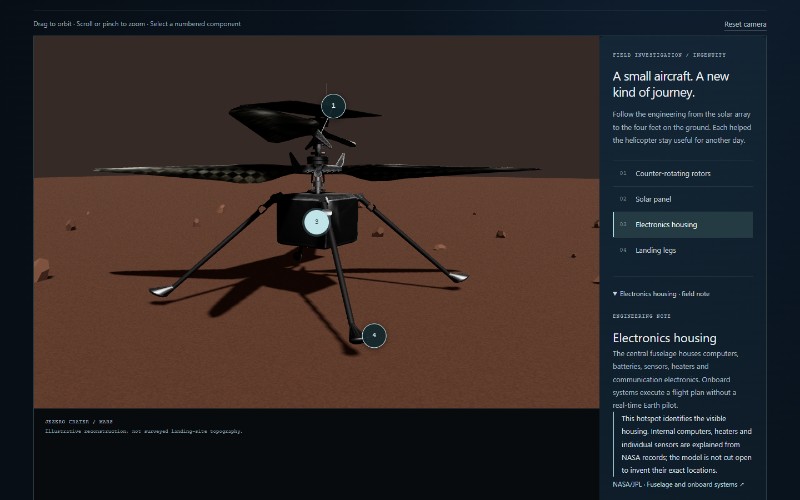 Drag to orbit · Scroll or pinch to zoom · Select a numbered component
Reset camera
1
3
4
JEZERO CRATER / MARS
Illustrative reconstruction, not surveyed landing-site topography.
FIELD INVESTIGATION / INGENUITY
A small aircraft. A new
kind of journey.
Follow the engineering from the solar array
to the four feet on the ground. Each helped
the helicopter stay useful for another day.
01 Counter-rotating rotors
02 Solar panel
03 Electronics housing
04 Landing legs
▼ Electronics housing · field note
ENGINEERING NOTE
Electronics housing
The central fuselage houses computers,
batteries, sensors, heaters and
communication electronics. Onboard
systems execute a flight plan without a
real-time Earth pilot.
This hotspot identifies the visible
housing. Internal computers, heaters and
individual sensors are explained from
NASA records; the model is not cut open
to invent their exact locations.
NASA/JPL · Fuselage and onboard systems ↗